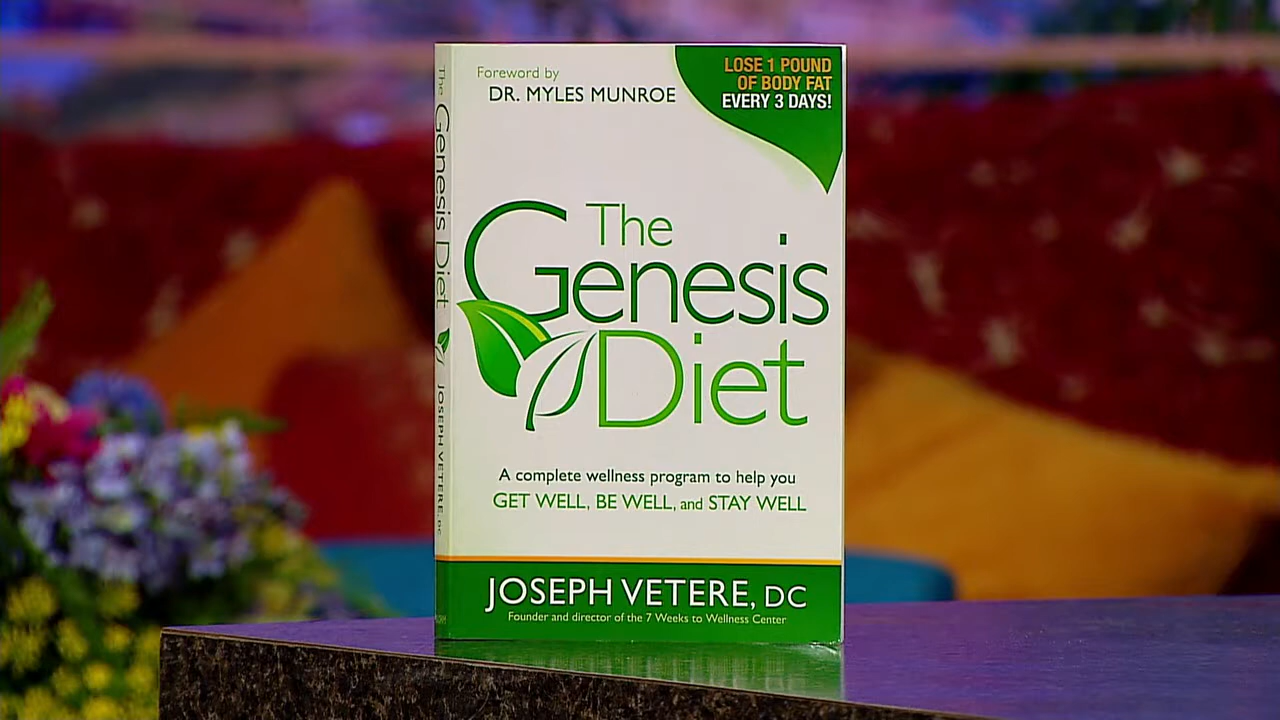 The Genesis Diet JOSEPH VETERE, DC
Foreword by
DR. MYLES MUNROE
LOSE 1 POUND
OF BODY FAT
EVERY 3 DAYS!
The
Genesis
Diet
A complete wellness program to help you
GET WELL, BE WELL, and STAY WELL
JOSEPH VETERE, DC
Founder and director of the 7 Weeks to Wellness Center